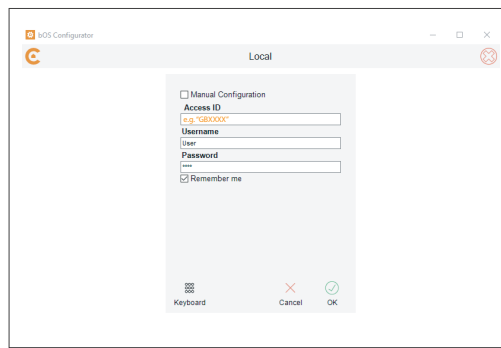 bOS Configurator
Local
Manual Configuration
Access ID
e.g. "GBXXXX"
Username
User
Password
****
Remember me
Keyboard Cancel OK